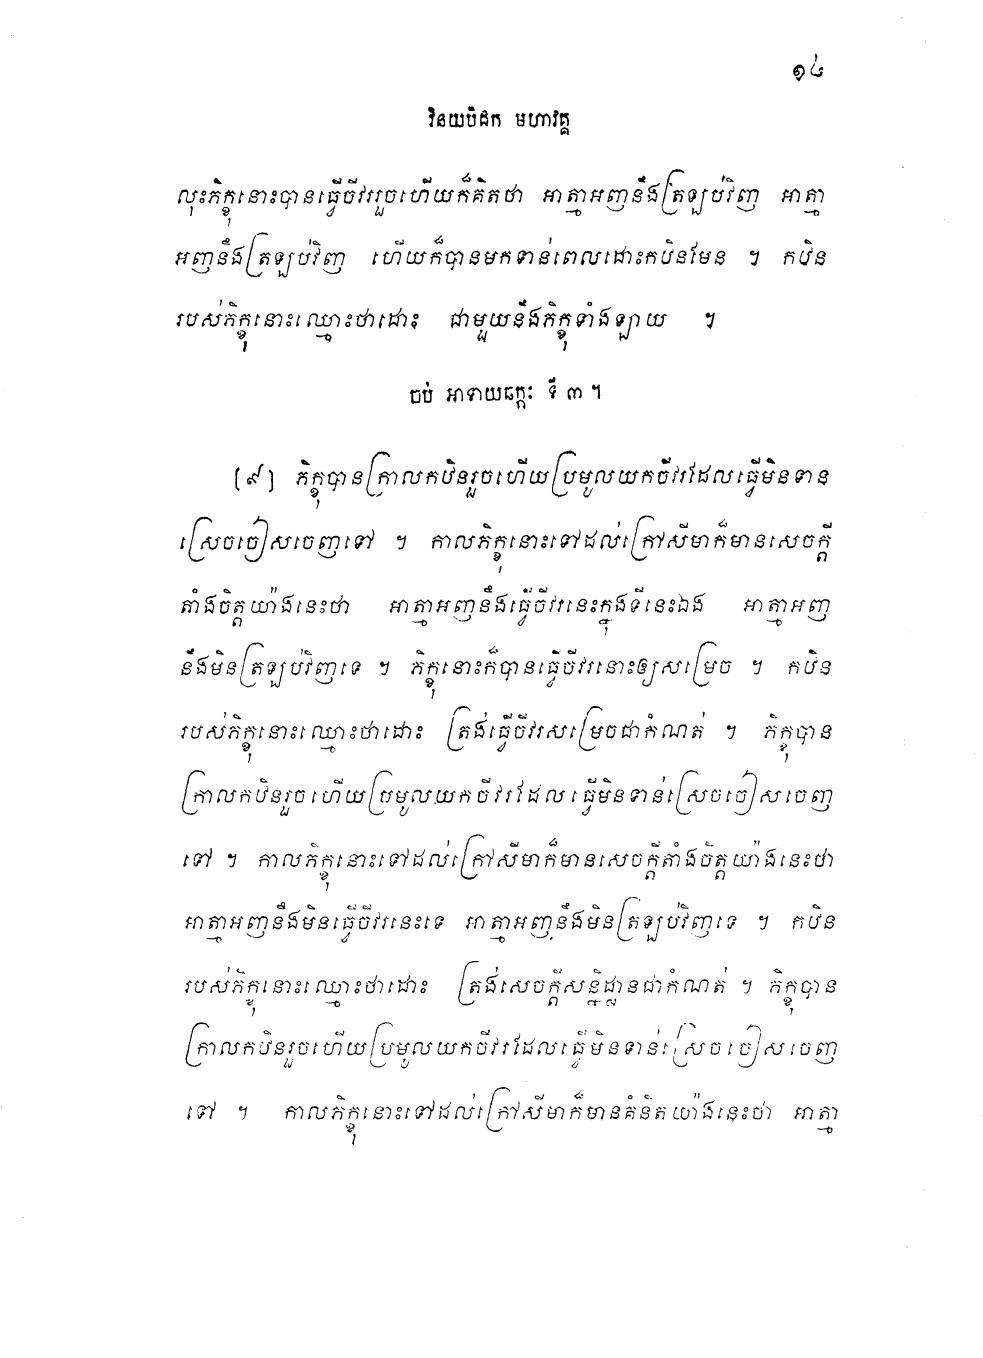 ១៤
វិនយបិដក មហាវគ្គ
លុះភិក្ខុនោះបានធ្វើចីវររួចហើយក៏គិតថា អាត្មាអញនឹងត្រឡប់វិញ អាត្មា
អញនឹងត្រឡប់វិញ ហើយក៏បានមកទាន់ពេលដោះកឋិនមែន ។ កឋិន
របស់ភិក្ខុនោះឈ្មោះថាដោះ ជាមួយនឹងភិក្ខុទាំងឡាយ ។
ចប់ អាទាយឆក្កៈ ទី ៣ ។
[៩] ភិក្ខុបានក្រាលកឋិនរួចហើយប្រមូលយកចីវរដែលធ្វើមិនទាន់
ស្រេចចៀសចេញទៅ ។ កាលភិក្ខុនោះទៅដល់ក្រៅសីមាក៏មានសេចក្ដី
តាំងចិត្តយ៉ាងនេះថា អាត្មាអញនឹងធ្វើចីវរនេះក្នុងទីនេះឯង អាត្មាអញ
នឹងមិនត្រឡប់វិញទេ ។ ភិក្ខុនោះក៏បានធ្វើចីវរនោះឲ្យសម្រេច ។ កឋិន
របស់ភិក្ខុនោះឈ្មោះថាដោះ ត្រង់ធ្វើចីវរសម្រេចជាកំណត់ ។ ភិក្ខុបាន
ក្រាលកឋិនរួចហើយប្រមូលយកចីវរដែលធ្វើមិនទាន់ស្រេចចៀសចេញ
ទៅ ។ កាលភិក្ខុនោះទៅដល់ក្រៅសីមាក៏មានសេចក្ដីតាំងចិត្តយ៉ាងនេះថា
អាត្មាអញនឹងមិនធ្វើចីវរនេះទេ អាត្មាអញនឹងមិនត្រឡប់វិញទេ ។ កឋិន
របស់ភិក្ខុនោះឈ្មោះថាដោះ ត្រង់សេចក្ដីសន្និដ្ឋានជាកំណត់ ។ ភិក្ខុបាន
ក្រាលកឋិនរួចហើយប្រមូលយកចីវរដែលធ្វើមិនទាន់ស្រេចចៀសចេញ
ទៅ ។ កាលភិក្ខុនោះទៅដល់ក្រៅសីមាក៏មានគំនិតយ៉ាងនេះថា អាត្មា